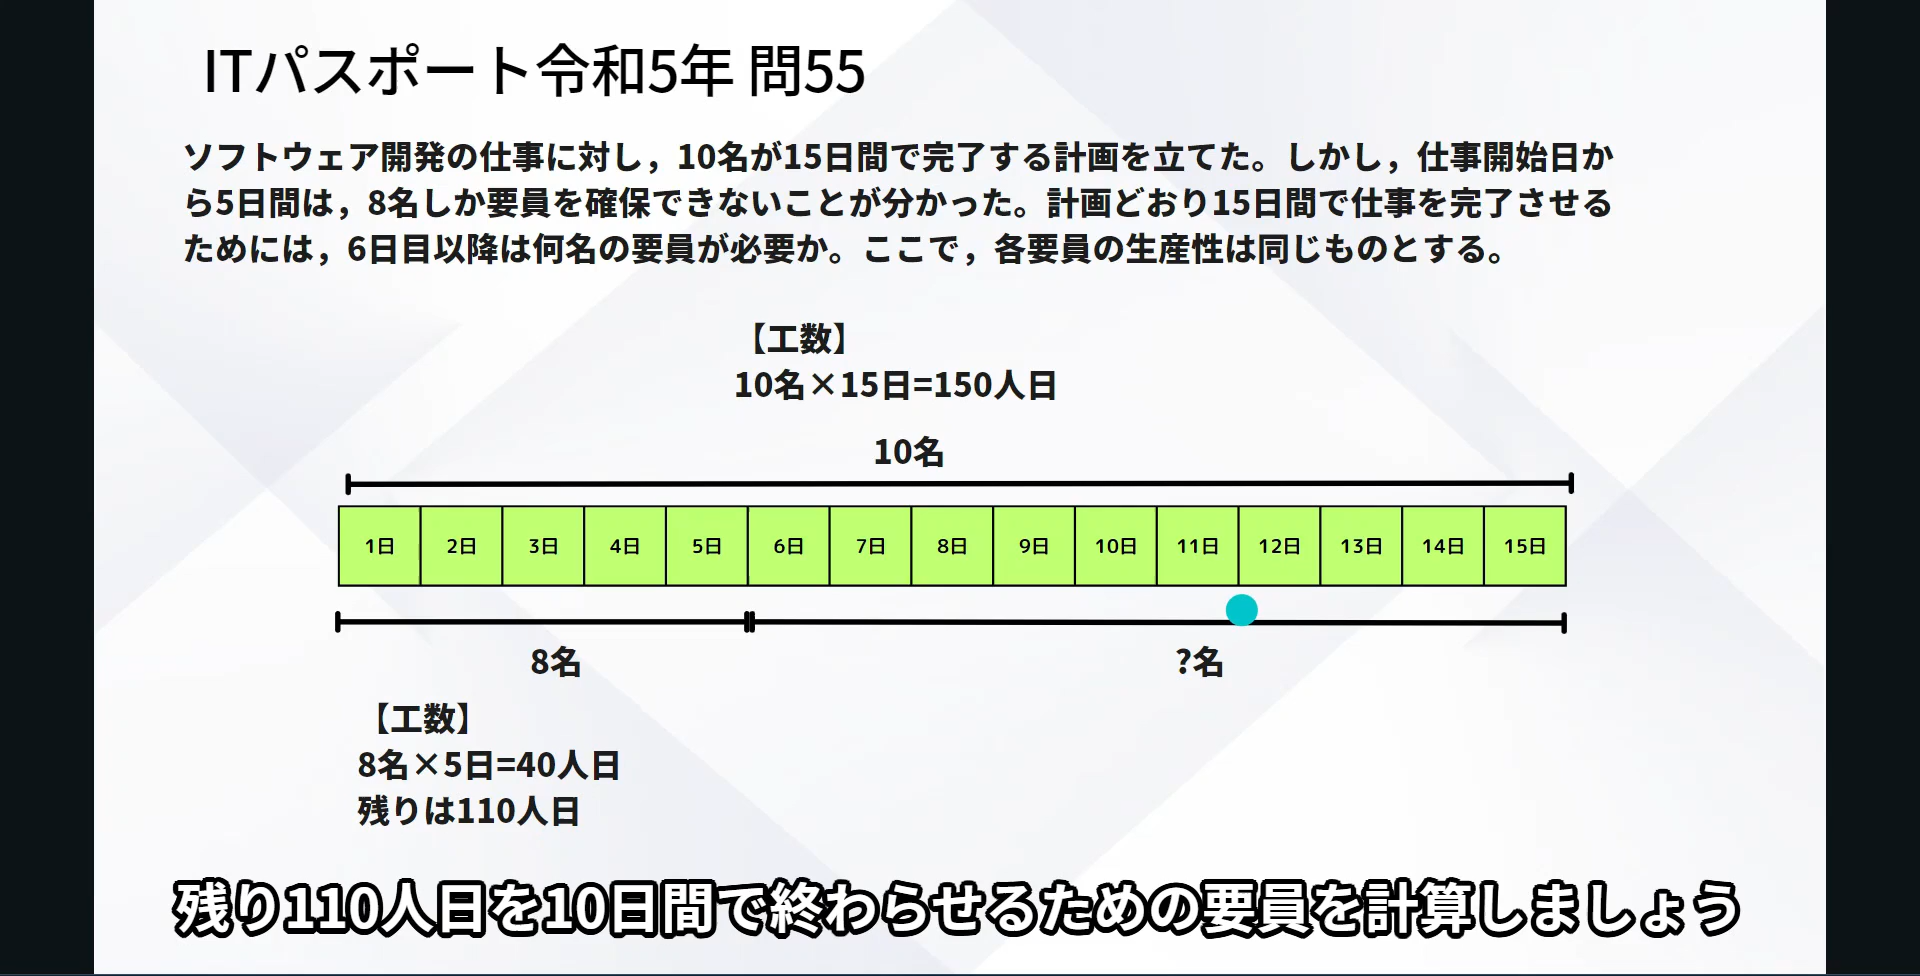 ITパスポート令和5年 問55
ソフトウェア開発の仕事に対し，10名が15日間で完了する計画を立てた。しかし，仕事開始日か
ら5日間は，8名しか要員を確保できないことが分かった。計画どおり15日間で仕事を完了させる
ためには，6日目以降は何名の要員が必要か。ここで，各要員の生産性は同じものとする。
【工数】
10名×15日=150人日
10名
1日 2日 3日 4日 5日 6日 7日 8日 9日 10日 11日 12日 13日 14日 15日
8名 ?名
【工数】
8名×5日=40人日
残りは110人日
残り110人日を10日間で終わらせるための要員を計算しましょう